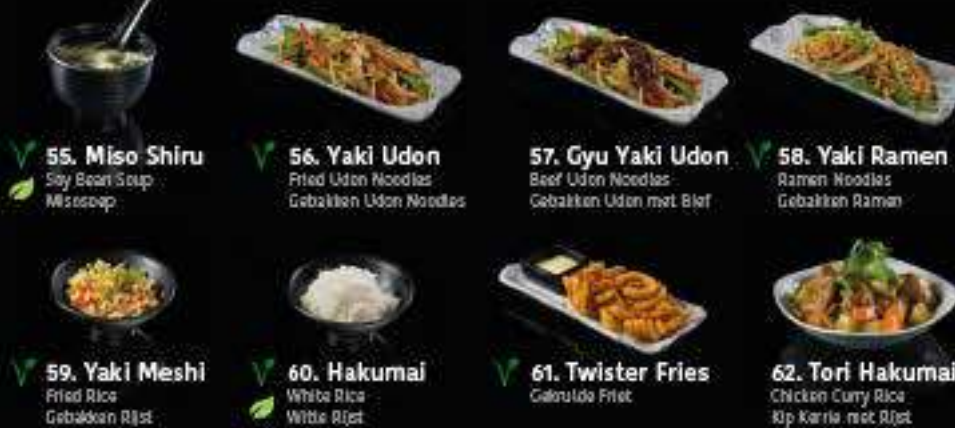 55. Miso Shiru
Soy Bean Soup
Misosoep
56. Yaki Udon
Fried Udon Noodles
Gebakken Udon Noodles
57. Gyu Yaki Udon
Beef Udon Noodles
Gebakken Udon met Bief
58. Yaki Ramen
Ramen Noodles
Gebakken Ramen
59. Yaki Meshi
Fried Rice
Gebakken Rijst
60. Hakumai
White Rice
Witte Rijst
61. Twister Fries
Gekrulde Friet
62. Tori Hakumai
Chicken Curry Rice
Kip Kerrie met Rijst